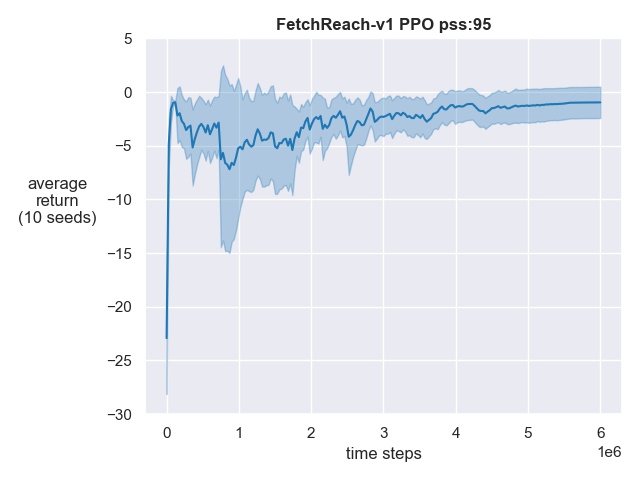 FetchReach-v1 PPO pss:95
5
0
−5
−10
−15
−20
−25
−30
average
return
(10 seeds)
0 1 2 3 4 5 6
1e6
time steps